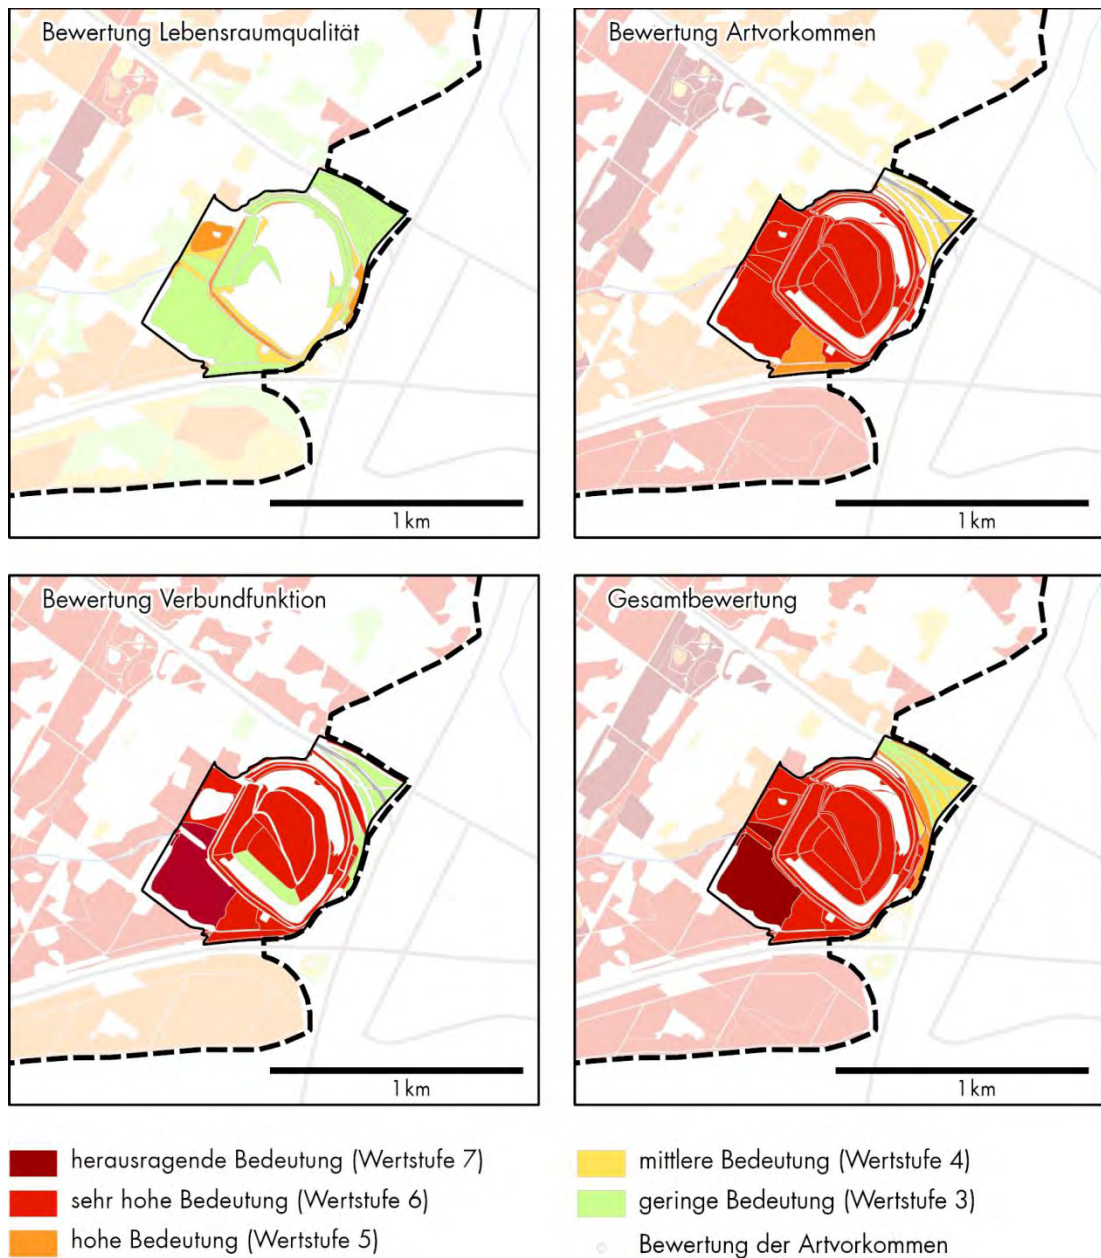 Bewertung Lebensraumqualität
Bewertung Artvorkommen
1 km
1 km
Bewertung Verbundfunktion
Gesamtbewertung
1 km
1 km
herausragende Bedeutung (Wertstufe 7)
sehr hohe Bedeutung (Wertstufe 6)
hohe Bedeutung (Wertstufe 5)
mittlere Bedeutung (Wertstufe 4)
geringe Bedeutung (Wertstufe 3)
Bewertung der Artvorkommen